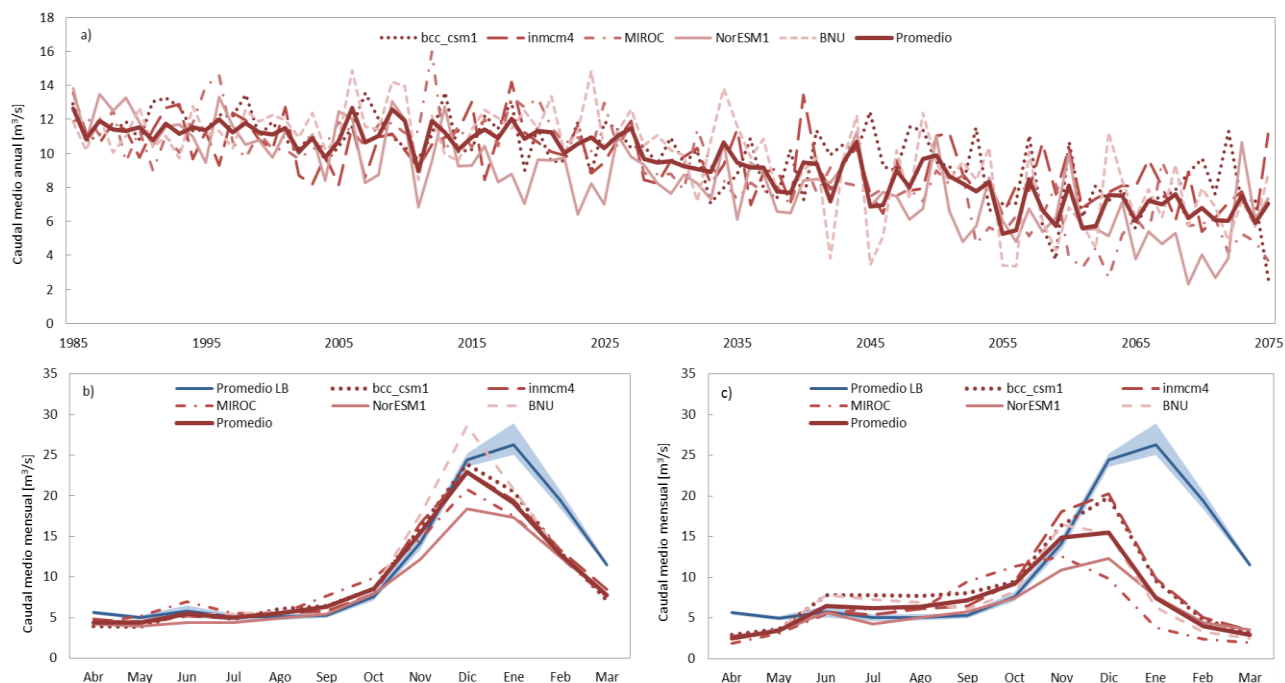 a)
bcc_csm1 inmcm4 MIROC NorESM1 BNU Promedio
Caudal medio anual [m³/s]
18
16
14
12
10
8
6
4
2
0
1985 1995 2005 2015 2025 2035 2045 2055 2065 2075
b)
Promedio LB bcc_csm1 inmcm4
MIROC NorESM1 BNU
Promedio
Caudal medio mensual [m³/s]
35
30
25
20
15
10
5
0
Abr May Jun Jul Ago Sep Oct Nov Dic Ene Feb Mar
c)
Promedio LB bcc_csm1 inmcm4
MIROC NorESM1 BNU
Promedio
Caudal medio mensual [m³/s]
35
30
25
20
15
10
5
0
Abr May Jun Jul Ago Sep Oct Nov Dic Ene Feb Mar